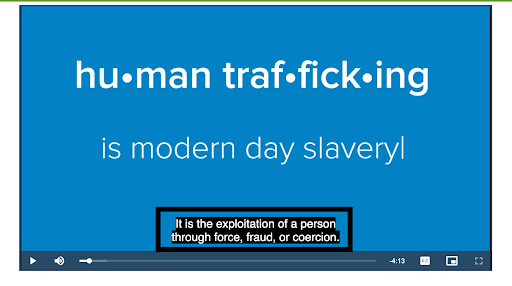 hu•man traf•fick•ing
is modern day slavery|
It is the exploitation of a person
through force, fraud, or coercion.
-4:13
CC